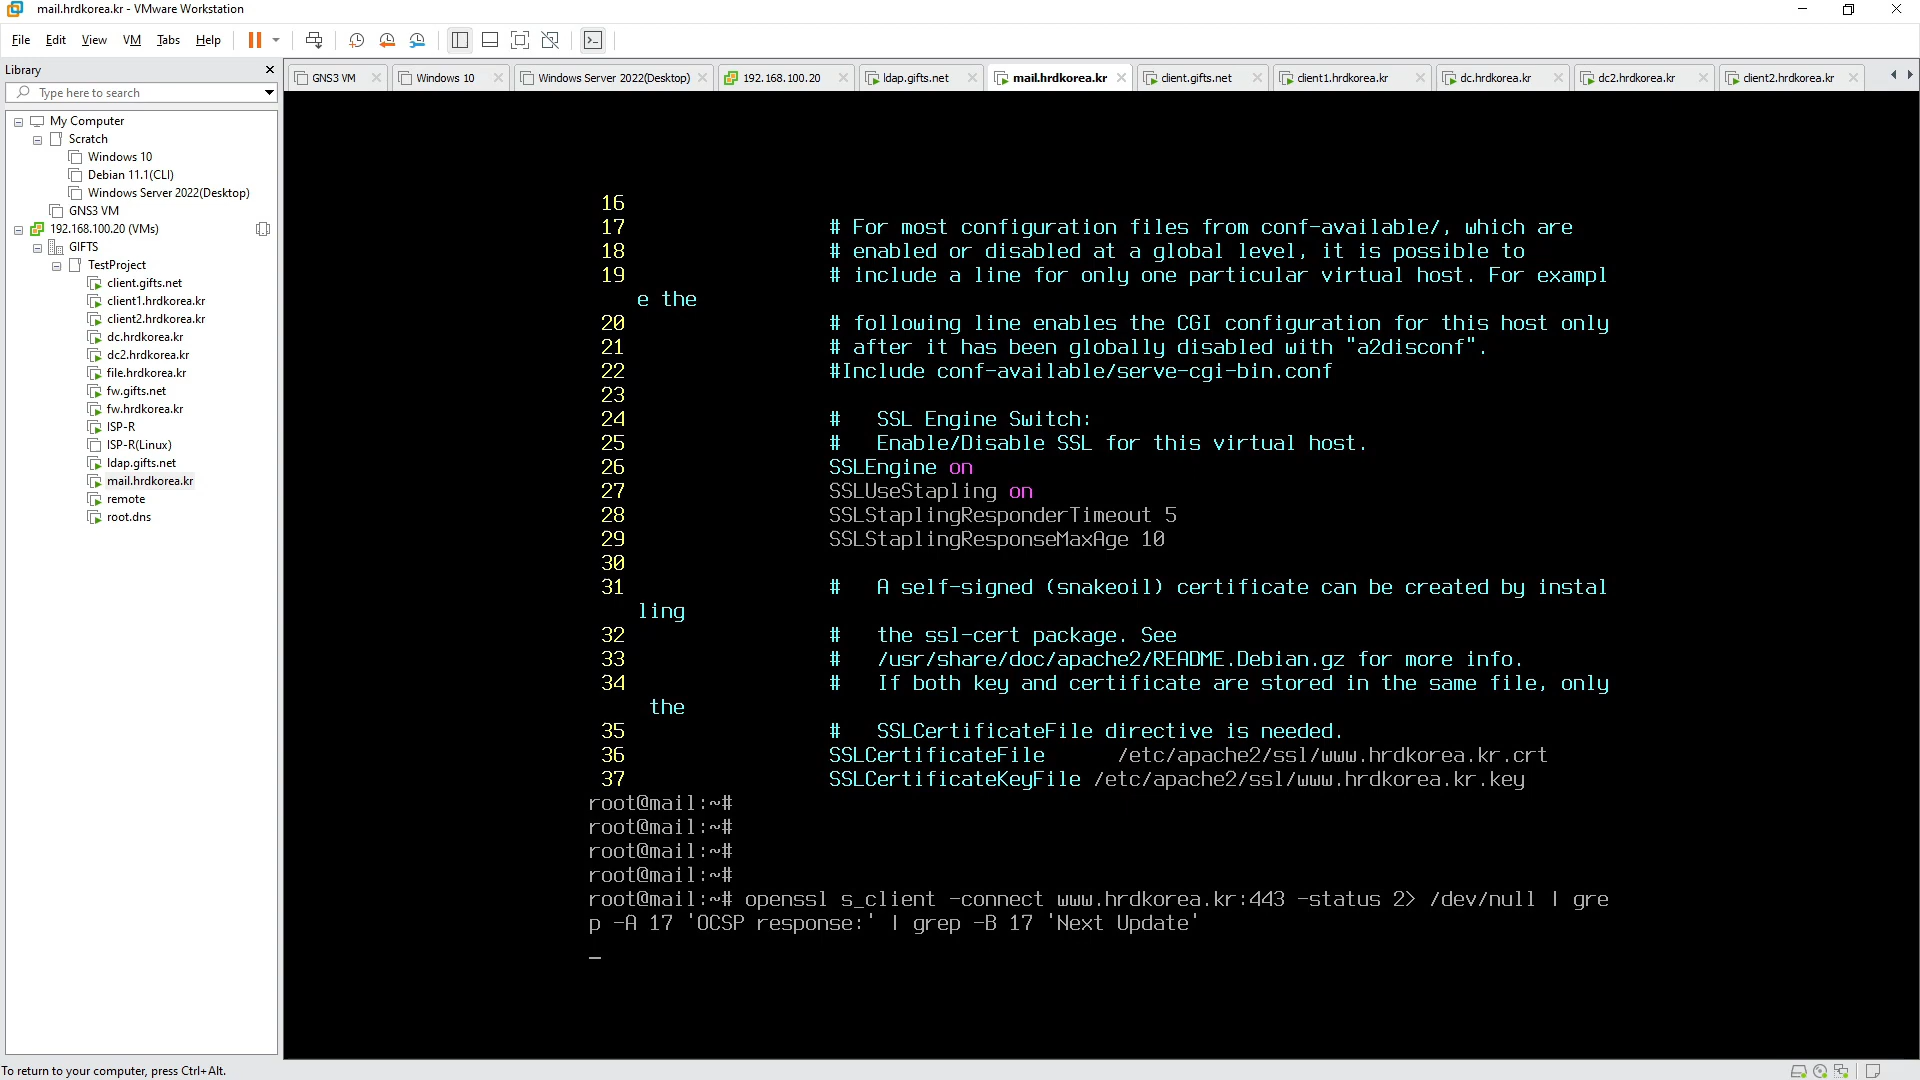 mail.hrdkorea.kr - VMware Workstation
File Edit View VM Tabs Help
Library
Type here to search
GNS3 VM
Windows 10
Windows Server 2022(Desktop)
192.168.100.20
ldap.gifts.net
mail.hrdkorea.kr
client.gifts.net
client1.hrdkorea.kr
dc.hrdkorea.kr
dc2.hrdkorea.kr
client2.hrdkorea.kr
My Computer
Scratch
Windows 10
Debian 11.1(CLI)
Windows Server 2022(Desktop)
GNS3 VM
192.168.100.20 (VMs)
GIFTS
TestProject
client.gifts.net
client1.hrdkorea.kr
client2.hrdkorea.kr
dc.hrdkorea.kr
dc2.hrdkorea.kr
file.hrdkorea.kr
fw.gifts.net
fw.hrdkorea.kr
ISP-R
ISP-R(Linux)
ldap.gifts.net
mail.hrdkorea.kr
remote
root.dns
16
17 # For most configuration files from conf-available/, which are
18 # enabled or disabled at a global level, it is possible to
19 # include a line for only one particular virtual host. For exampl
e the
20 # following line enables the CGI configuration for this host only
21 # after it has been globally disabled with "a2disconf".
22 #Include conf-available/serve-cgi-bin.conf
23
24 #   SSL Engine Switch:
25 #   Enable/Disable SSL for this virtual host.
26 SSLEngine on
27 SSLUseStapling on
28 SSLStaplingResponderTimeout 5
29 SSLStaplingResponseMaxAge 10
30
31 #   A self-signed (snakeoil) certificate can be created by instal
ling
32 #   the ssl-cert package. See
33 #   /usr/share/doc/apache2/README.Debian.gz for more info.
34 #   If both key and certificate are stored in the same file, only
the
35 #   SSLCertificateFile directive is needed.
36 SSLCertificateFile      /etc/apache2/ssl/www.hrdkorea.kr.crt
37 SSLCertificateKeyFile /etc/apache2/ssl/www.hrdkorea.kr.key
root@mail:~#
root@mail:~#
root@mail:~#
root@mail:~#
root@mail:~# openssl s_client -connect www.hrdkorea.kr:443 -status 2> /dev/null | gre
p -A 17 'OCSP response:' | grep -B 17 'Next Update'
To return to your computer, press Ctrl+Alt.